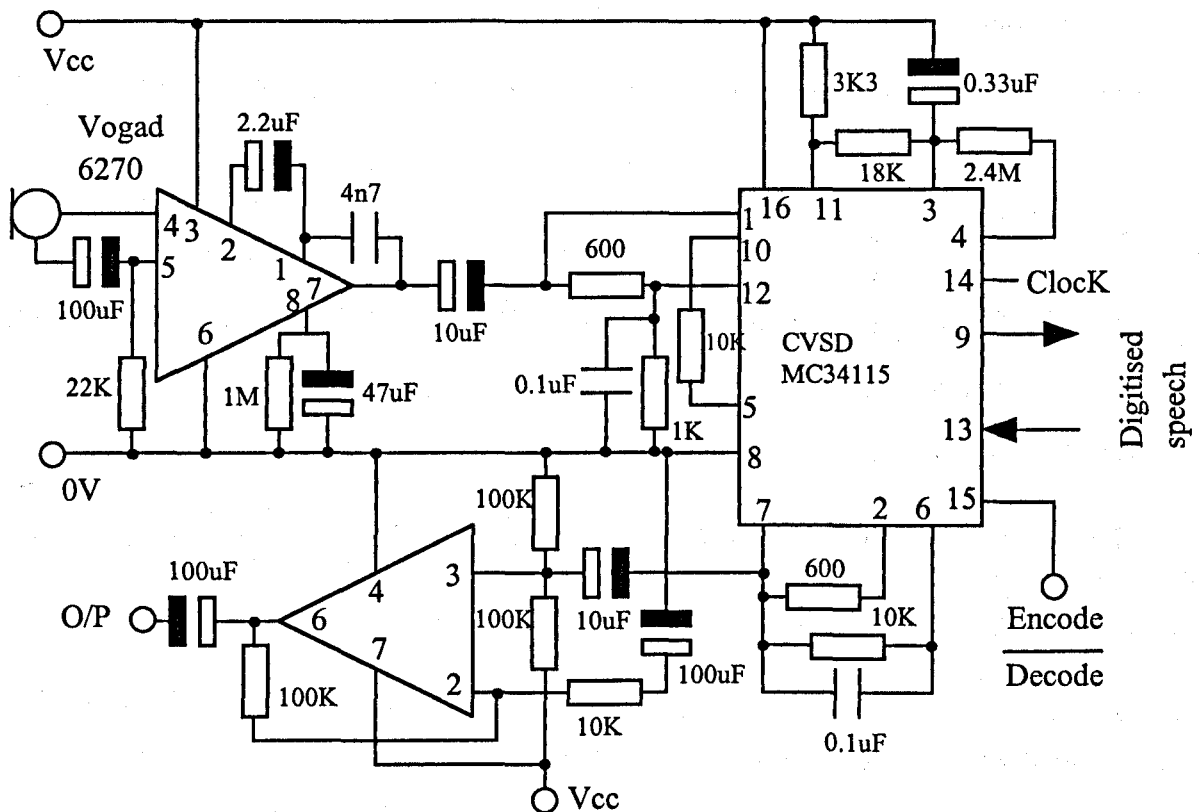 Vcc
3K3
0.33uF
Vogad
6270
2.2uF
4n7
18K
2.4M
4
3
2
1
5
8
7
6
100uF
10uF
600
22K
1M
47uF
0.1uF
10K
1K
1
16
11
3
10
4
12
14
ClocK
9
CVSD
MC34115
5
13
8
15
7
2
6
Digitised
speech
0V
100K
100uF
O/P
3
4
6
7
2
100K
100K
10uF
100uF
10K
600
10K
0.1uF
Encode
Decode
Vcc